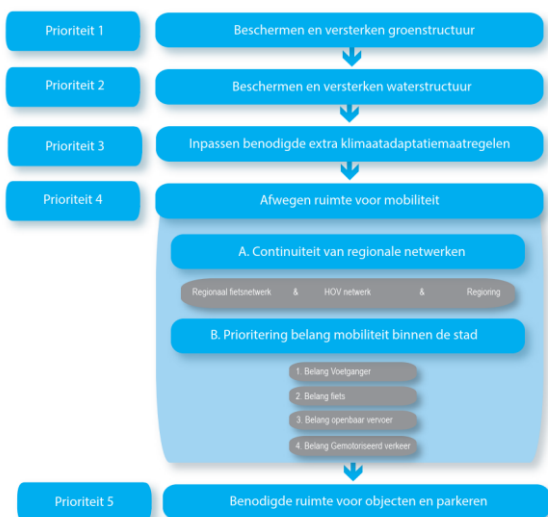 Prioriteit 1
Beschermen en versterken groenstructuur
Prioriteit 2
Beschermen en versterken waterstructuur
Prioriteit 3
Inpassen benodigde extra klimaatadaptatiemaatregelen
Prioriteit 4
Afwegen ruimte voor mobiliteit
A. Continuiteit van regionale netwerken
Regionaal fietsnetwerk & HOV netwerk & Regioring
B. Prioritering belang mobiliteit binnen de stad
1. Belang Voetganger
2. Belang fiets
3. Belang openbaar vervoer
4. Belang Gemotoriseerd verkeer
Prioriteit 5
Benodigde ruimte voor objecten en parkeren